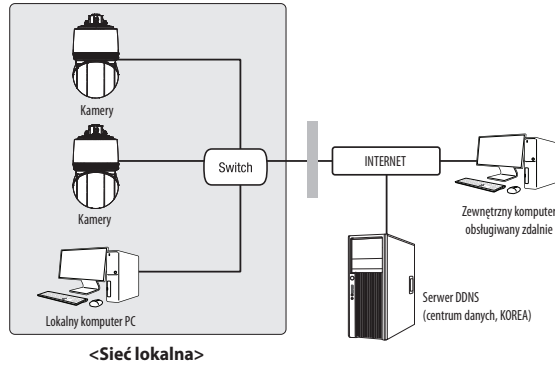 Kamery
Kamery
Switch
INTERNET
Zewnętrzny komputer
obsługiwany zdalnie
Lokalny komputer PC
Serwer DDNS
(centrum danych, KOREA)
<Sieć lokalna>